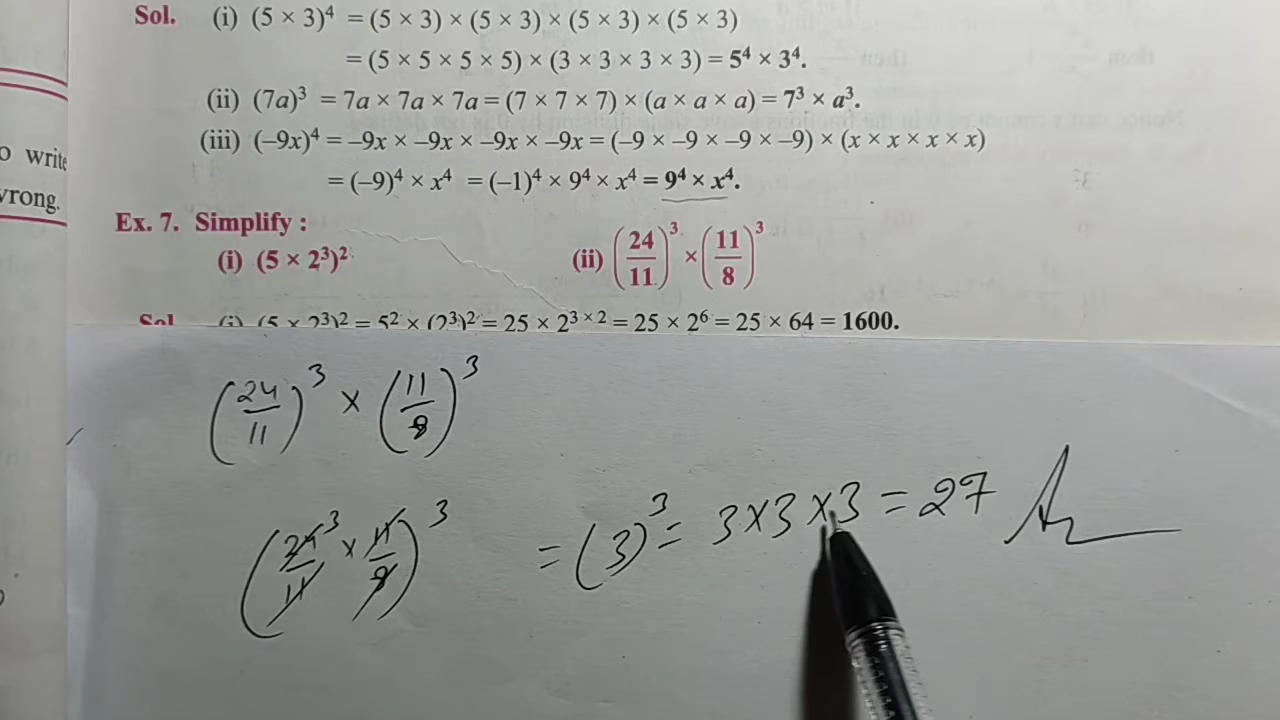 Sol. (i) (5 × 3)⁴ = (5 × 3) × (5 × 3) × (5 × 3) × (5 × 3)
= (5 × 5 × 5 × 5) × (3 × 3 × 3 × 3) = 5⁴ × 3⁴.
(ii) (7a)³ = 7a × 7a × 7a = (7 × 7 × 7) × (a × a × a) = 7³ × a³.
(iii) (–9x)⁴ = –9x × –9x × –9x × –9x = (–9 × –9 × –9 × –9) × (x × x × x × x)
write
= (–9)⁴ × x⁴ = (–1)⁴ × 9⁴ × x⁴ = 9⁴ × x⁴.
Ex. 7. Simplify :
(i) (5 × 2³)² (ii) (24/11)³ × (11/8)³
Sol. (i) (5 × 2³)² = 5² × (2³)² = 25 × 2³ ˣ ² = 25 × 2⁶ = 25 × 64 = 1600.
(24/11)³ × (11/8)³
(24/11 ³ × 11/8)³ = (3)³ = 3×3×3 = 27